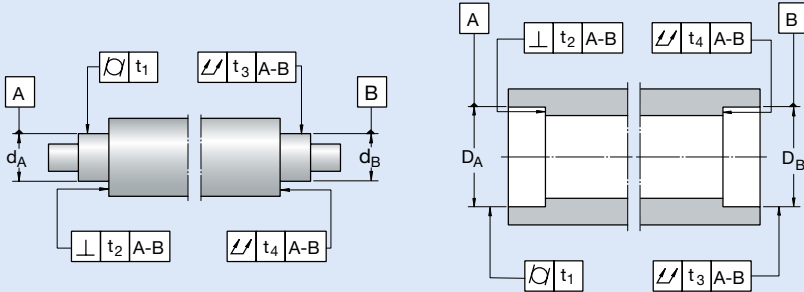 A
B
⊥ t2 A-B
⌰ t4 A-B
⌭ t1
⌰ t3 A-B
A
B
dA
dB
DA
DB
⊥ t2 A-B
⌰ t4 A-B
⌭ t1
⌰ t3 A-B